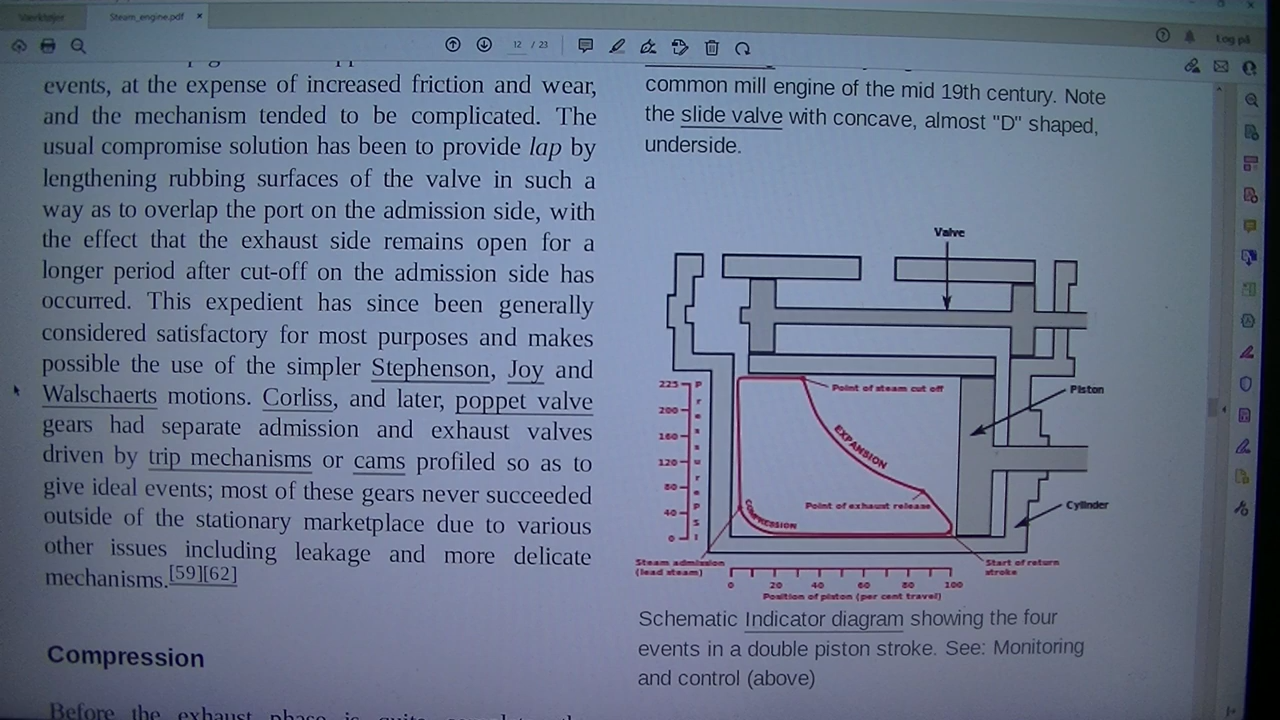 Værktøjer
Steam_engine.pdf
×
12 / 23
Log på
events, at the expense of increased friction and wear,
and the mechanism tended to be complicated. The
usual compromise solution has been to provide lap by
lengthening rubbing surfaces of the valve in such a
way as to overlap the port on the admission side, with
the effect that the exhaust side remains open for a
longer period after cut-off on the admission side has
occurred. This expedient has since been generally
considered satisfactory for most purposes and makes
possible the use of the simpler Stephenson, Joy and
Walschaerts motions. Corliss, and later, poppet valve
gears had separate admission and exhaust valves
driven by trip mechanisms or cams profiled so as to
give ideal events; most of these gears never succeeded
outside of the stationary marketplace due to various
other issues including leakage and more delicate
mechanisms.[59][62]
Compression
Before the exhaust phase is quite
common mill engine of the mid 19th century. Note
the slide valve with concave, almost "D" shaped,
underside.
Valve
Piston
Cylinder
225
200
160
120
80
40
0
Pressure PSI
Point of steam cut off
EXPANSION
Point of exhaust release
COMPRESSION
Steam admission
(lead steam)
Start of return
stroke
0 20 40 60 80 100
Position of piston (per cent travel)
Schematic Indicator diagram showing the four
events in a double piston stroke. See: Monitoring
and control (above)